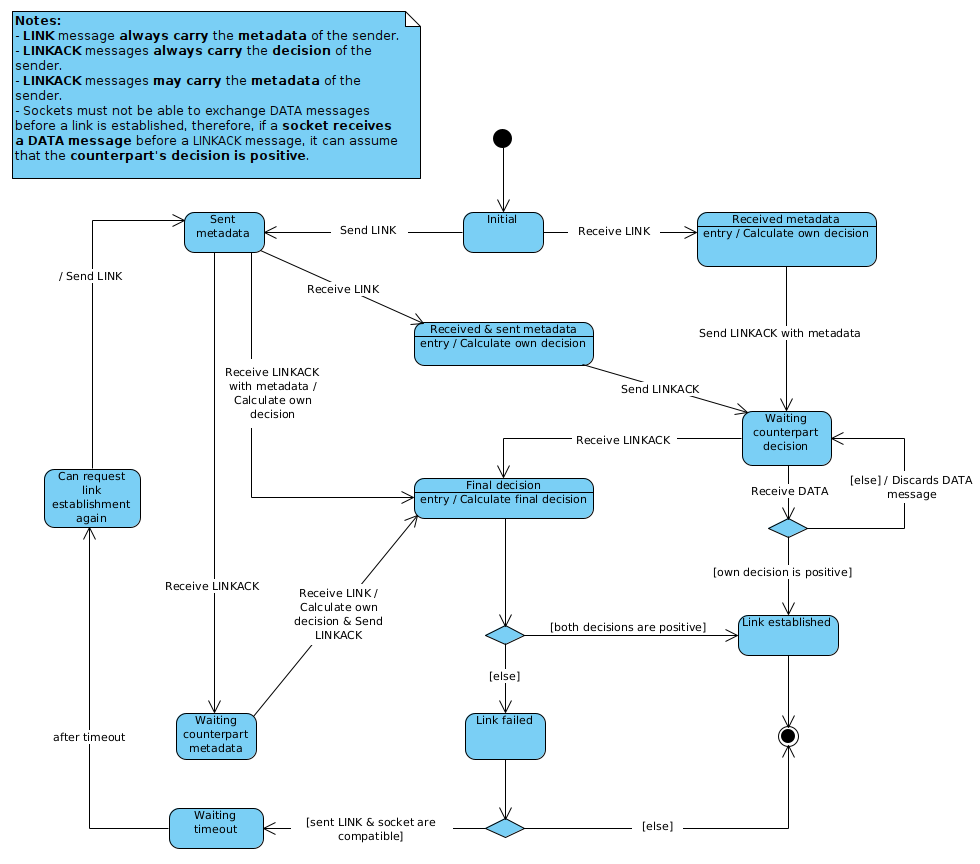 Notes:
- LINK message always carry the metadata of the sender.
- LINKACK messages always carry the decision of the
sender.
- LINKACK messages may carry the metadata of the
sender.
- Sockets must not be able to exchange DATA messages
before a link is established, therefore, if a socket receives
a DATA message before a LINKACK message, it can assume
that the counterpart's decision is positive.
Sent
metadata
Send LINK
Initial
Receive LINK
Received metadata
entry / Calculate own decision
/ Send LINK
Receive LINK
Received & sent metadata
entry / Calculate own decision
Send LINKACK with metadata
Receive LINKACK
with metadata /
Calculate own
decision
Send LINKACK
Waiting
counterpart
decision
Receive LINKACK
Can request
link
establishment
again
Final decision
entry / Calculate final decision
Receive DATA
[else] / Discards DATA
message
Receive LINKACK
Receive LINK /
Calculate own
decision & Send
LINKACK
[own decision is positive]
[both decisions are positive]
Link established
[else]
Waiting
counterpart
metadata
Link failed
after timeout
Waiting
timeout
[sent LINK & socket are
compatible]
[else]